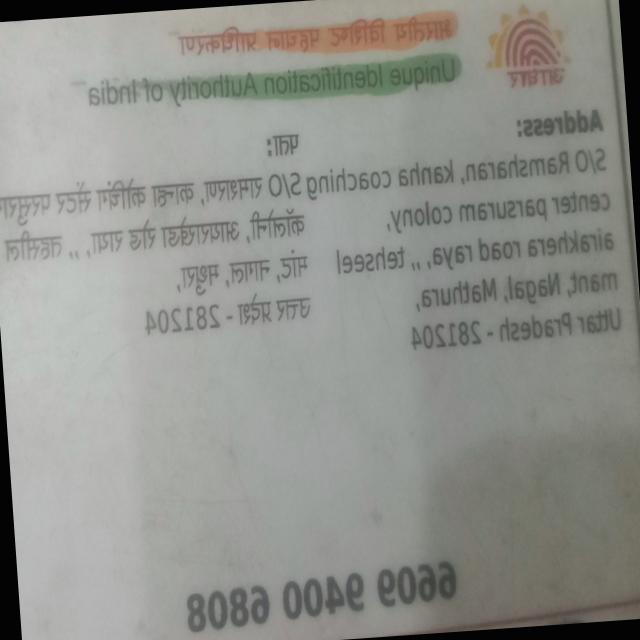 भारतीय विशिष्ट पहचान प्राधिकरण
Unique Identification Authority of India
आधार
Address:
S/O Ramsharan, kanha coaching
center parsuram colony,
airakhera road raya, ,, tehseel
mant, Nagal, Mathura,
Uttar Pradesh - 281204
पता:
S/O रामशरण, कान्हा कोचिंग सेंटर परसुराम
कॉलोनी, आयराखेडा रोड राया, ,, तहसील
मांट, नागल, मथुरा,
उत्तर प्रदेश - 281204
6609 9400 6808